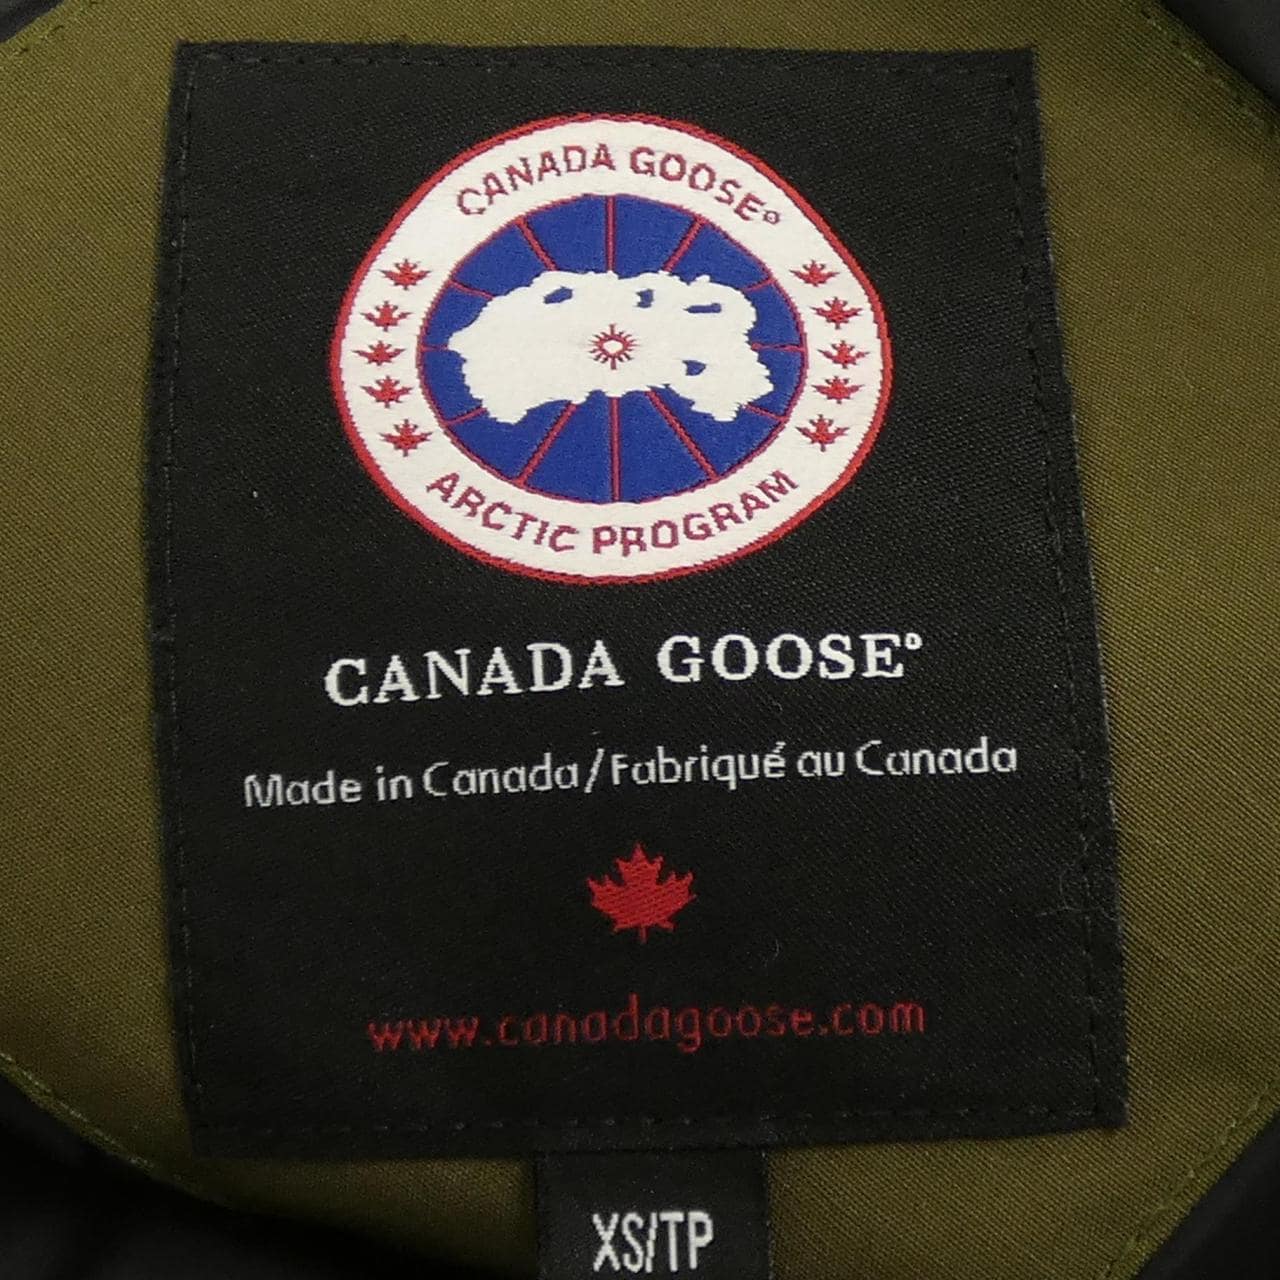 CANADA GOOSE®
ARCTIC PROGRAM
CANADA GOOSE®
Made in Canada/Fabriqué au Canada
www.canadagoose.com
XS/TP